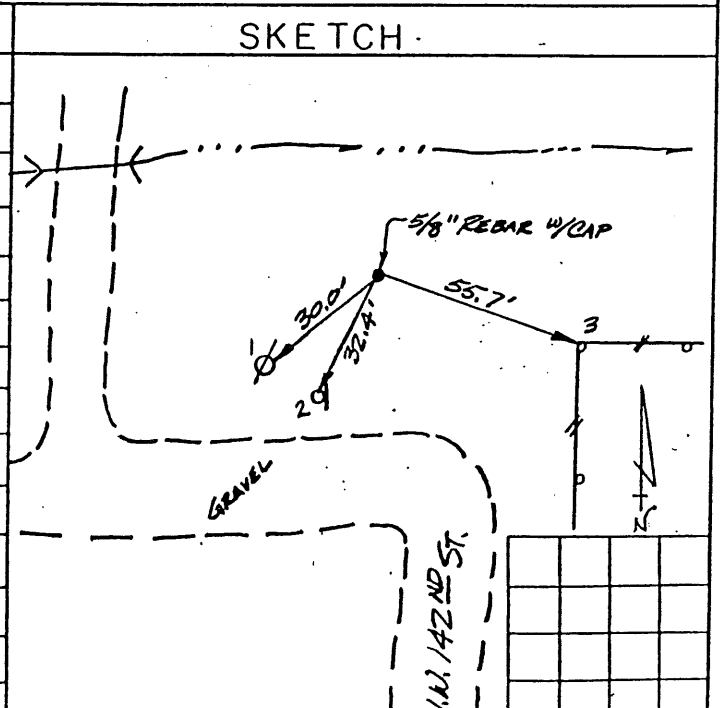 SKETCH
5/8" REBAR W/CAP
55.7'
30.0'
32.4'
1
2
3
GRAVEL
N
.W. 142ND ST.